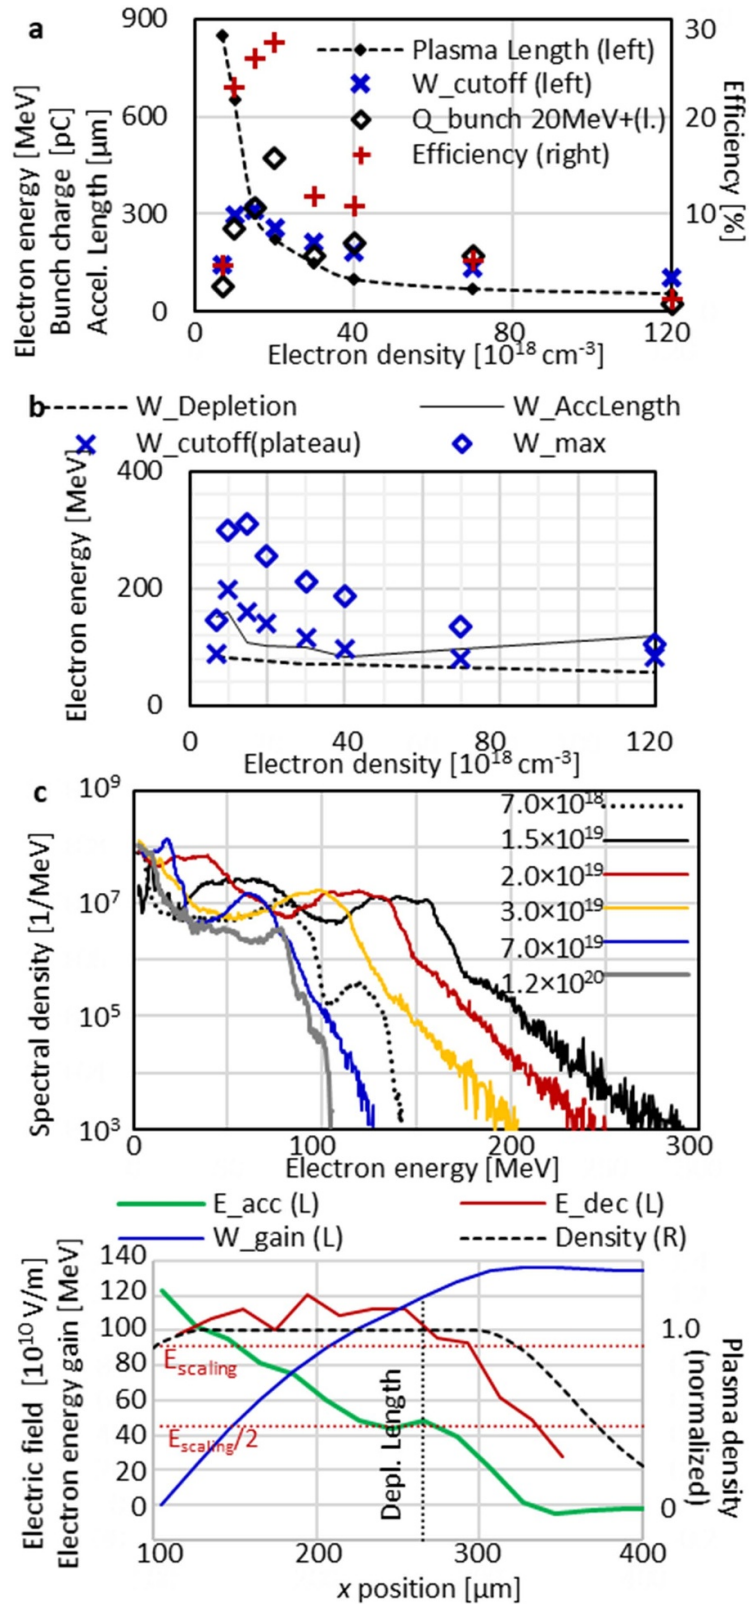 a
900
600
300
0
Electron energy [MeV]
Bunch charge [pC]
Accel. Length [μm]
Plasma Length (left)
W_cutoff (left)
Q_bunch 20MeV+(l.)
Efficiency (right)
30
20
10
0
Efficiency [%]
0
40
80
120
Electron density [10¹⁸ cm⁻³]
b
W_Depletion
W_AccLength
W_cutoff(plateau)
W_max
400
200
0
Electron energy [MeV]
0
40
80
120
Electron density [10¹⁸ cm⁻³]
c
10⁹
10⁷
10⁵
10³
Spectral density [1/MeV]
7.0×10¹⁸
1.5×10¹⁹
2.0×10¹⁹
3.0×10¹⁹
7.0×10¹⁹
1.2×10²⁰
0
100
200
300
Electron energy [MeV]
E_acc (L)
E_dec (L)
W_gain (L)
Density (R)
140
120
100
80
60
40
20
0
Electric field [10¹⁰ V/m]
Electron energy gain [MeV]
E_scaling
E_scaling/2
Depl. Length
1.0
0
Plasma density
(normalized)
100
200
300
400
x position [μm]